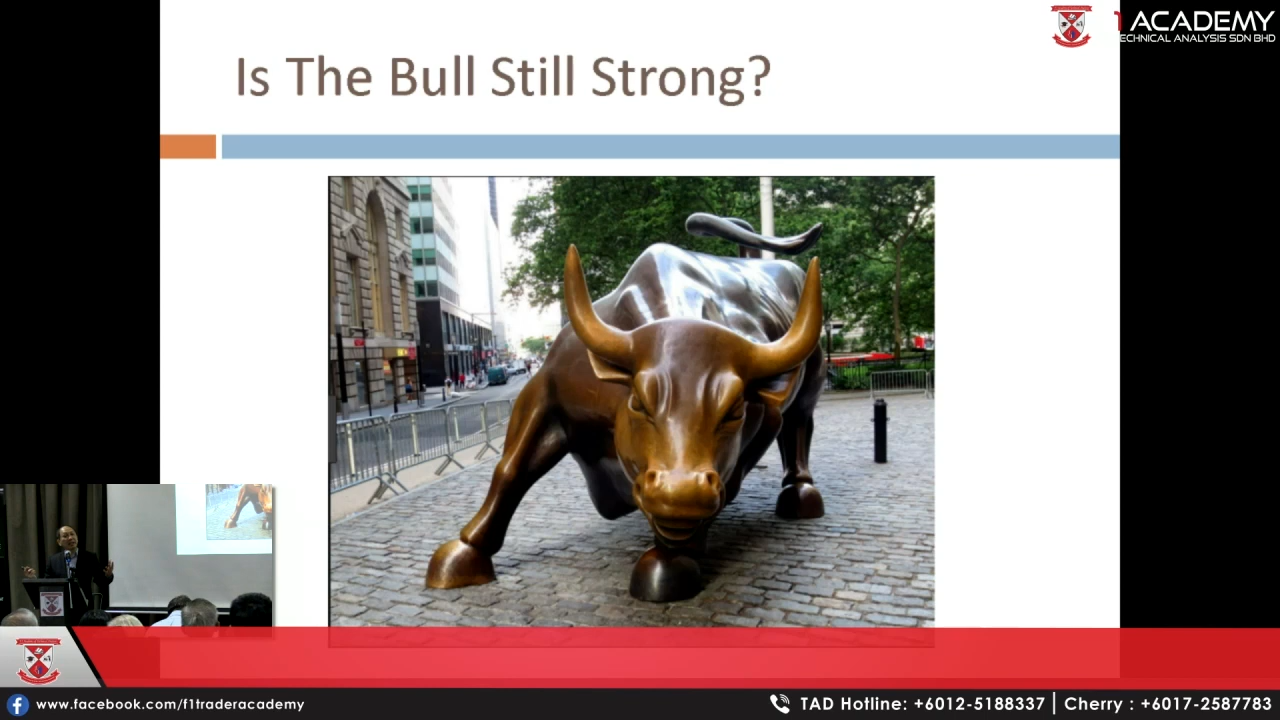 ACADEMY
TECHNICAL ANALYSIS SDN BHD
Is The Bull Still Strong?
www.facebook.com/f1traderacademy
TAD Hotline: +6012-5188337 | Cherry : +6017-2587783